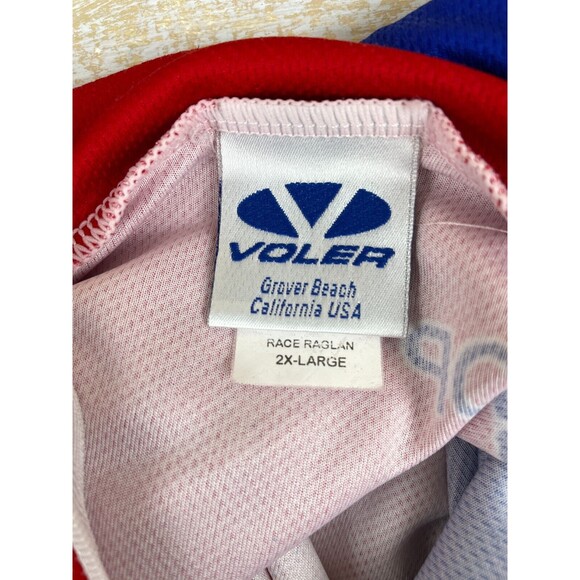 VOLER
Grover Beach
California USA
RACE RAGLAN
2X-LARGE